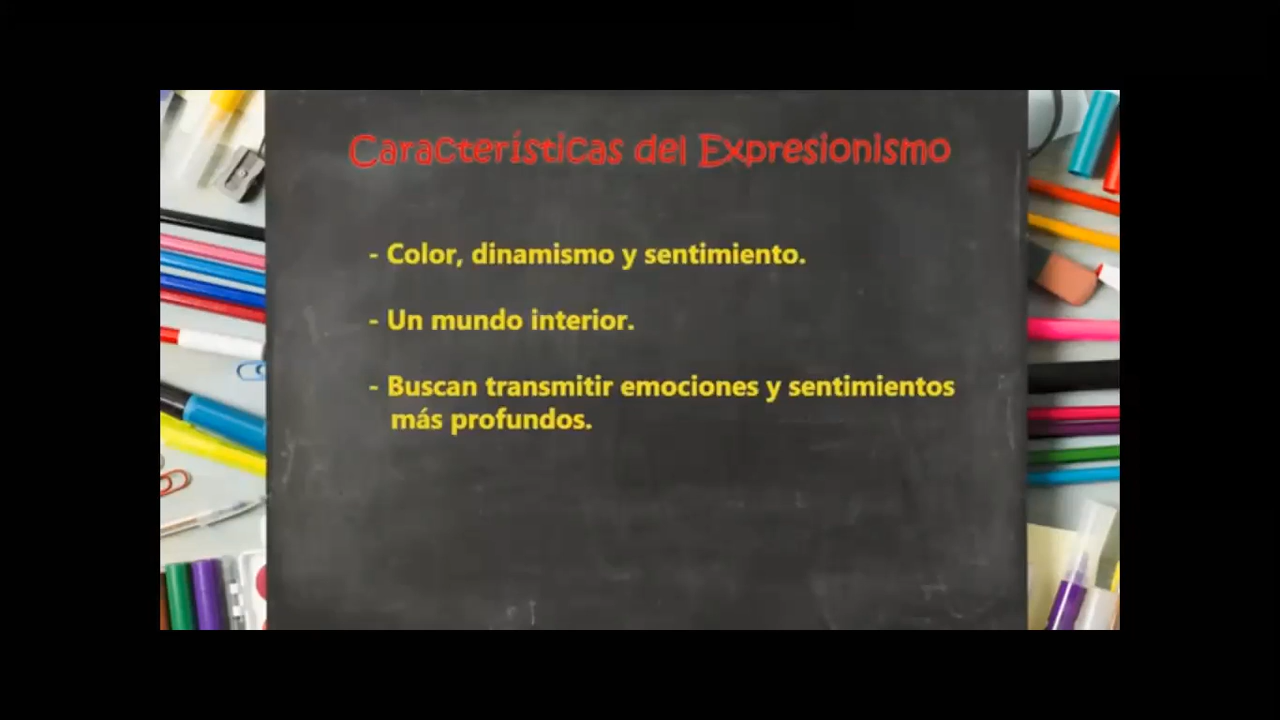 Características del Expresionismo
- Color, dinamismo y sentimiento.
- Un mundo interior.
- Buscan transmitir emociones y sentimientos
más profundos.